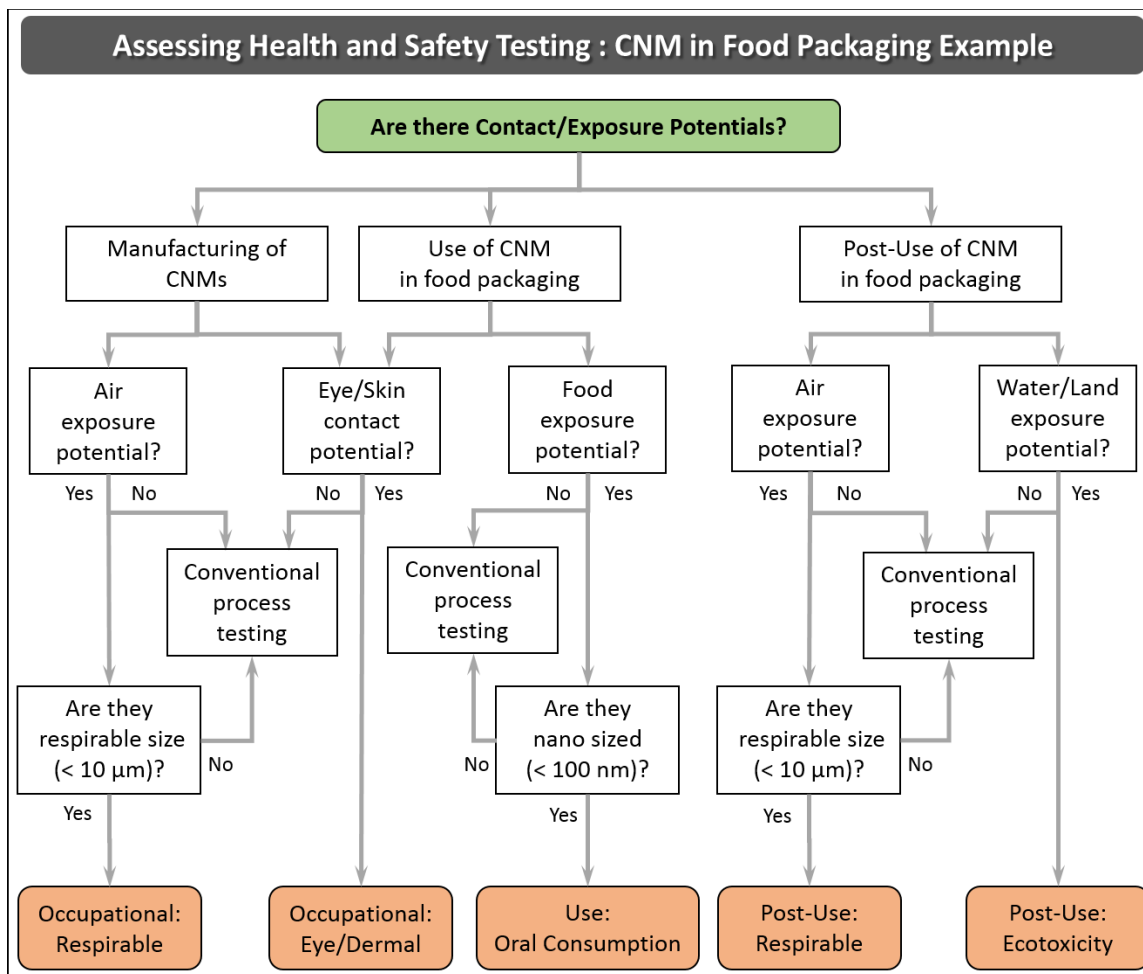 Assessing Health and Safety Testing : CNM in Food Packaging Example
Are there Contact/Exposure Potentials?
Manufacturing of
CNMs
Use of CNM
in food packaging
Post-Use of CNM
in food packaging
Air
exposure
potential?
Eye/Skin
contact
potential?
Food
exposure
potential?
Air
exposure
potential?
Water/Land
exposure
potential?
Yes
No
No
Yes
No
Yes
Yes
No
No
Yes
Conventional
process
testing
Conventional
process
testing
Conventional
process
testing
Are they
respirable size
(< 10 µm)?
No
Yes
Are they
nano sized
(< 100 nm)?
No
Yes
Are they
respirable size
(< 10 µm)?
No
Yes
Occupational:
Respirable
Occupational:
Eye/Dermal
Use:
Oral Consumption
Post-Use:
Respirable
Post-Use:
Ecotoxicity